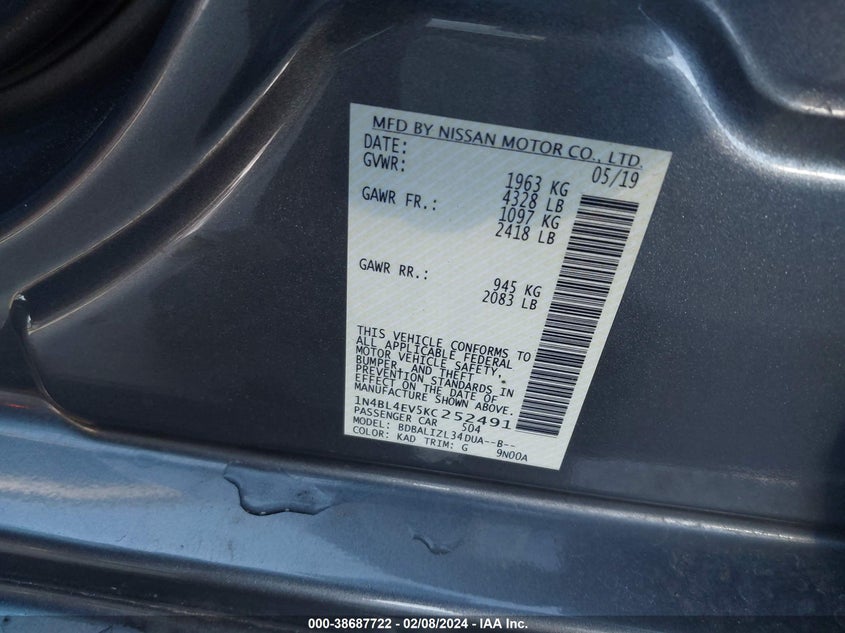 MFD BY NISSAN MOTOR CO., LTD.
DATE: 05/19
GVWR: 1963 KG
4328 LB
GAWR FR.: 1097 KG
2418 LB
GAWR RR.: 945 KG
2083 LB
THIS VEHICLE CONFORMS TO
ALL APPLICABLE FEDERAL
MOTOR VEHICLE SAFETY,
BUMPER, AND THEFT
PREVENTION STANDARDS IN
EFFECT ON THE DATE OF
MANUFACTURE SHOWN ABOVE.
1N4BL4EV5KC252491
PASSENGER CAR 504
MODEL: BDBALIZL34DUA--B--
COLOR: KAD TRIM: G 9N00A
000-38687722 - 02/08/2024 - IAA Inc.